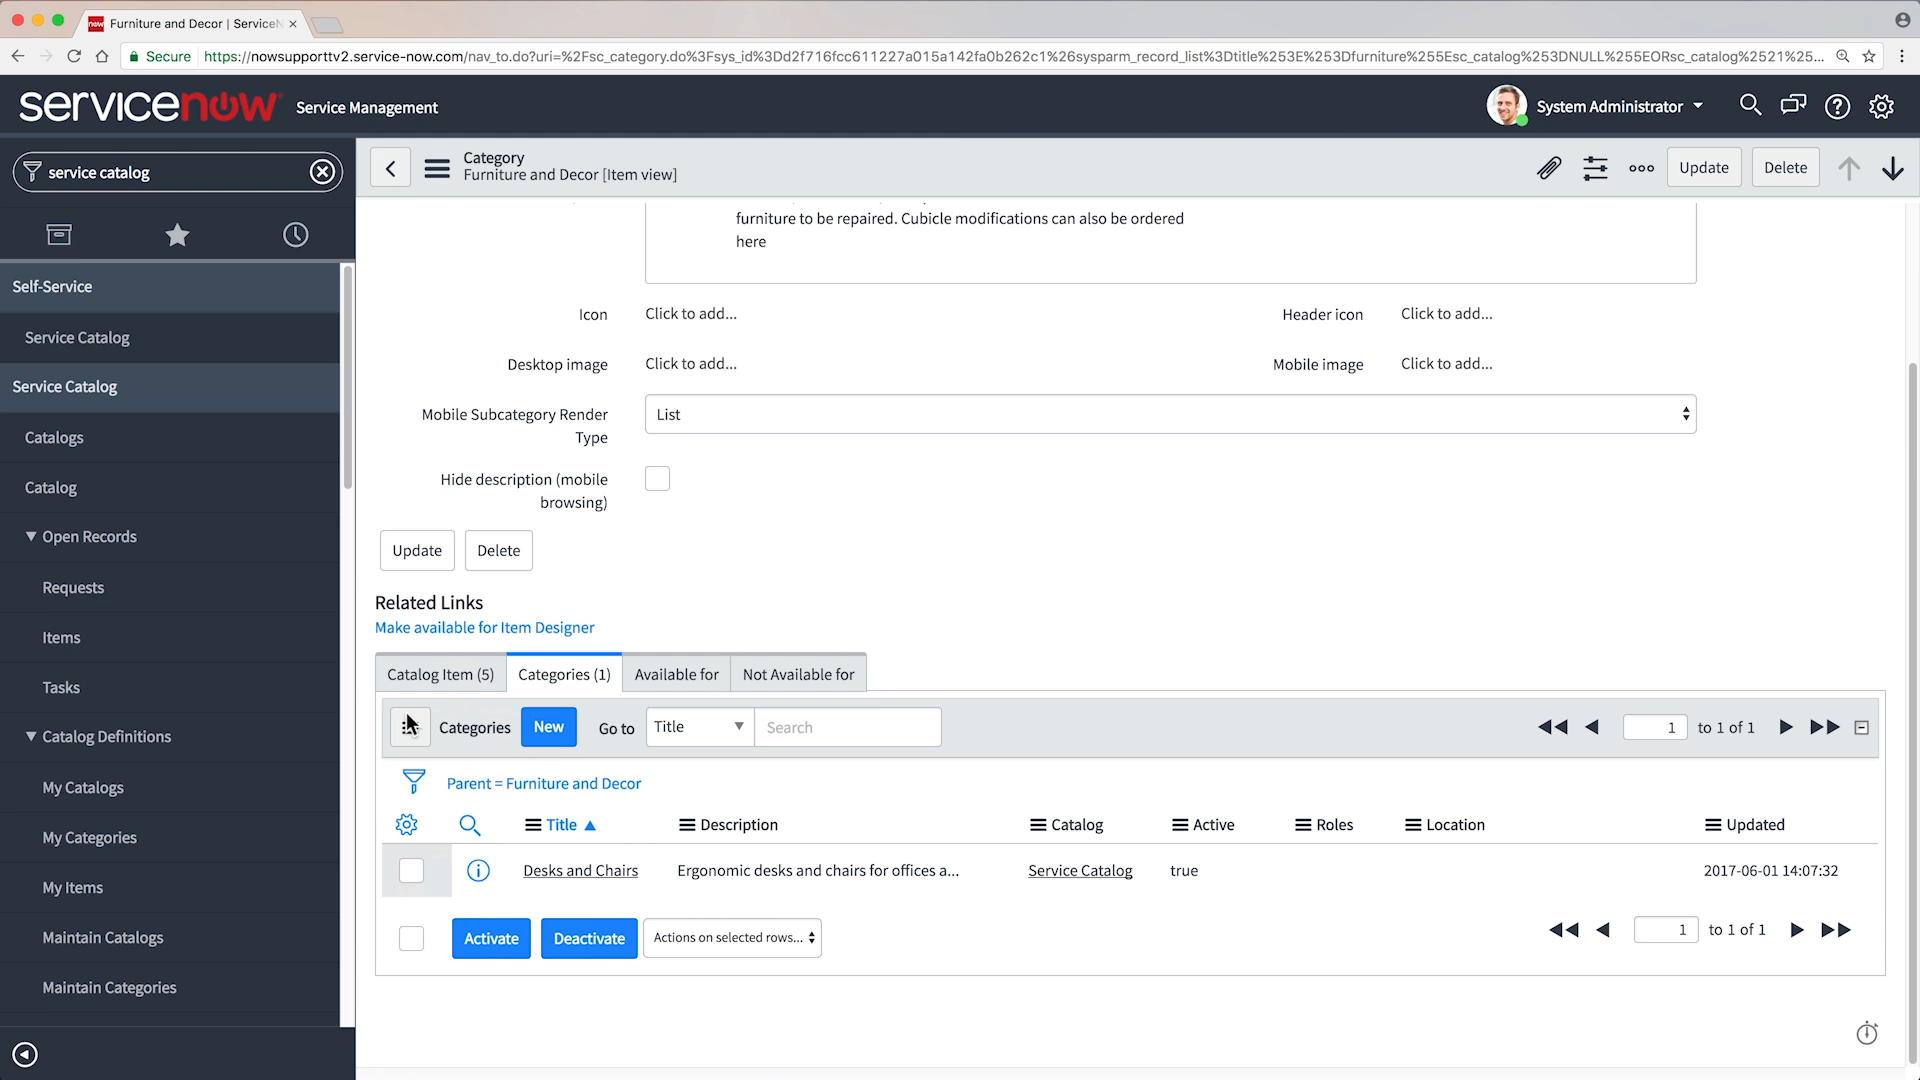 Furniture and Decor | ServiceN
Secure
https://nowsupporttv2.service-now.com/nav_to.do?uri=%2Fsc_category.do%3Fsys_id%3Dd2f716fcc611227a015a142fa0b262c1%26sysparm_record_list%3Dtitle%253E%253Dfurniture%255Esc_catalog%253DNULL%255EORsc_catalog%2521%25...
servicenow
Service Management
System Administrator
service catalog
Category
Furniture and Decor [Item view]
Update
Delete
Self-Service
Service Catalog
Service Catalog
Catalogs
Catalog
Open Records
Requests
Items
Tasks
Catalog Definitions
My Catalogs
My Categories
My Items
Maintain Catalogs
Maintain Categories
furniture to be repaired. Cubicle modifications can also be ordered
here
Icon
Click to add...
Header icon
Click to add...
Desktop image
Click to add...
Mobile image
Click to add...
Mobile Subcategory Render
Type
List
Hide description (mobile
browsing)
Update
Delete
Related Links
Make available for Item Designer
Catalog Item (5)
Categories (1)
Available for
Not Available for
Categories
New
Go to
Title
Search
1
to 1 of 1
Parent = Furniture and Decor
Title
Description
Catalog
Active
Roles
Location
Updated
Desks and Chairs
Ergonomic desks and chairs for offices a...
Service Catalog
true
2017-06-01 14:07:32
Activate
Deactivate
Actions on selected rows...
1
to 1 of 1